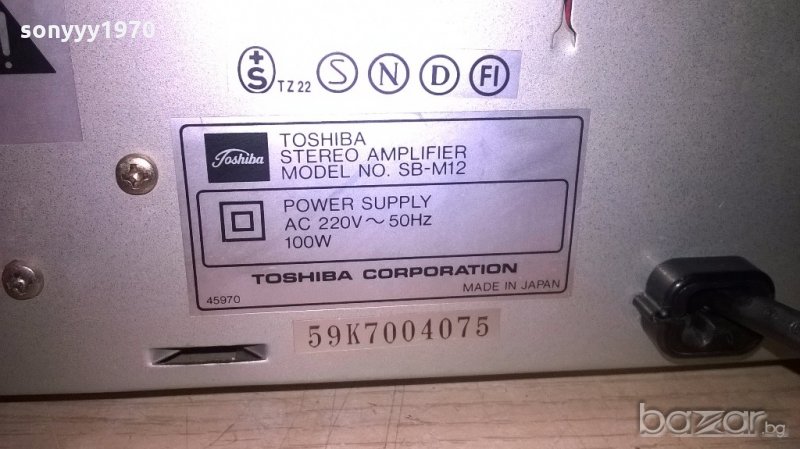 sonyyy1970
+S TZ22 S N D FI
Toshiba
TOSHIBA
STEREO AMPLIFIER
MODEL NO. SB-M12
POWER SUPPLY
AC 220V~50Hz
100W
TOSHIBA CORPORATION
45970
MADE IN JAPAN
59K7004075
bazar.bg